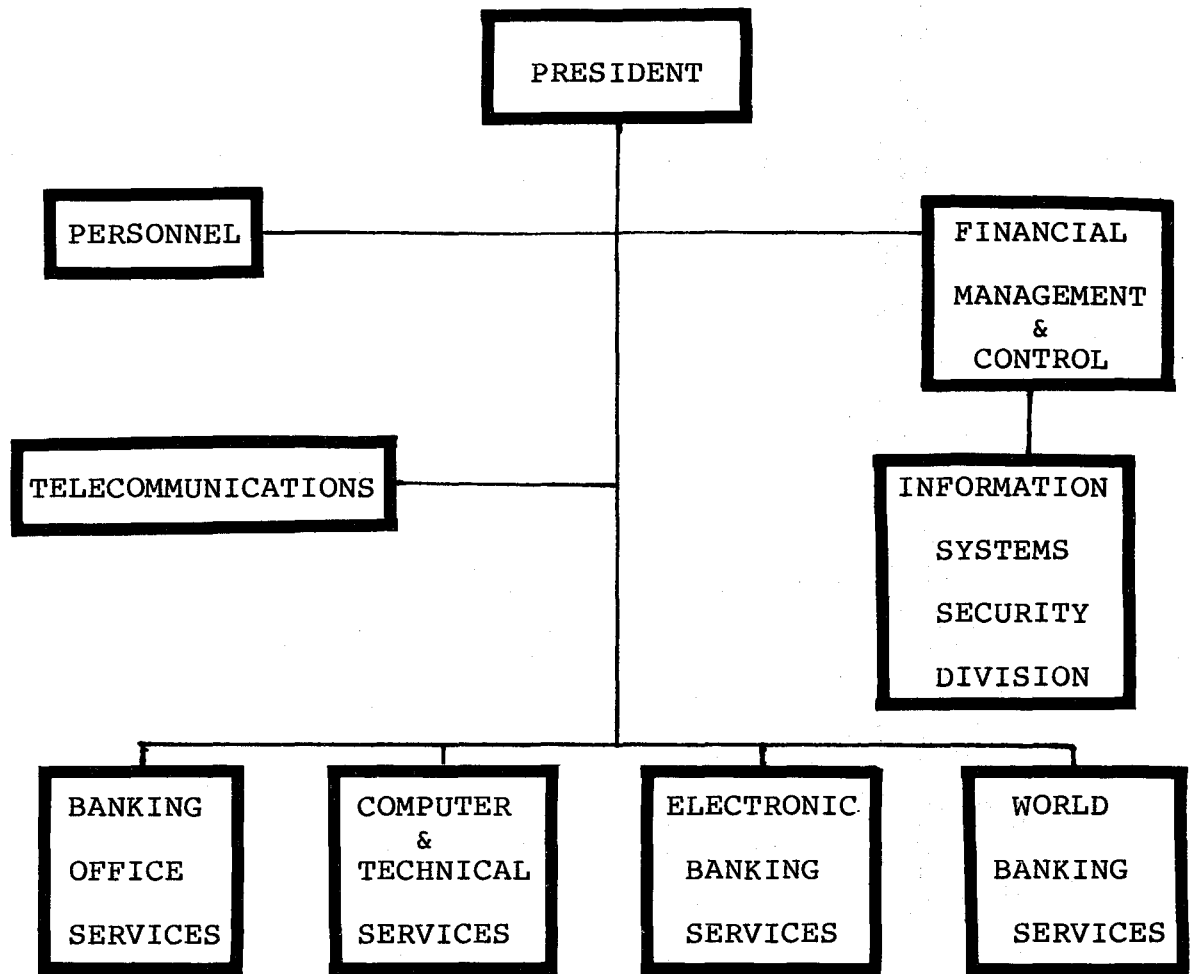 PRESIDENT
PERSONNEL
FINANCIAL
MANAGEMENT
&
CONTROL
TELECOMMUNICATIONS
INFORMATION
SYSTEMS
SECURITY
DIVISION
BANKING
OFFICE
SERVICES
COMPUTER
&
TECHNICAL
SERVICES
ELECTRONIC
BANKING
SERVICES
WORLD
BANKING
SERVICES